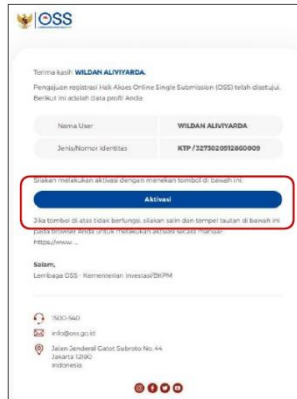 OSS
Terima kasih WILDAN ALIVIYARDA.
Pengajuan registrasi Hak Akses Online Single Submission (OSS) telah disetujui.
Berikut ini adalah data profil Anda:
Nama User WILDAN ALIVIYARDA
Jenis/Nomor Identitas KTP / 3275020912860009
Silakan melakukan aktivasi dengan menekan tombol di bawah ini:
Aktivasi
Jika tombol di atas tidak berfungsi, silakan salin dan tempel tautan di bawah ini
pada browser Anda untuk melakukan aktivasi secara manual:
https://www. ...
Salam,
Lembaga OSS - Kementerian Investasi/BKPM
1500-540
info@oss.go.id
Jalan Jenderal Gatot Subroto No. 44
Jakarta 12190
Indonesia